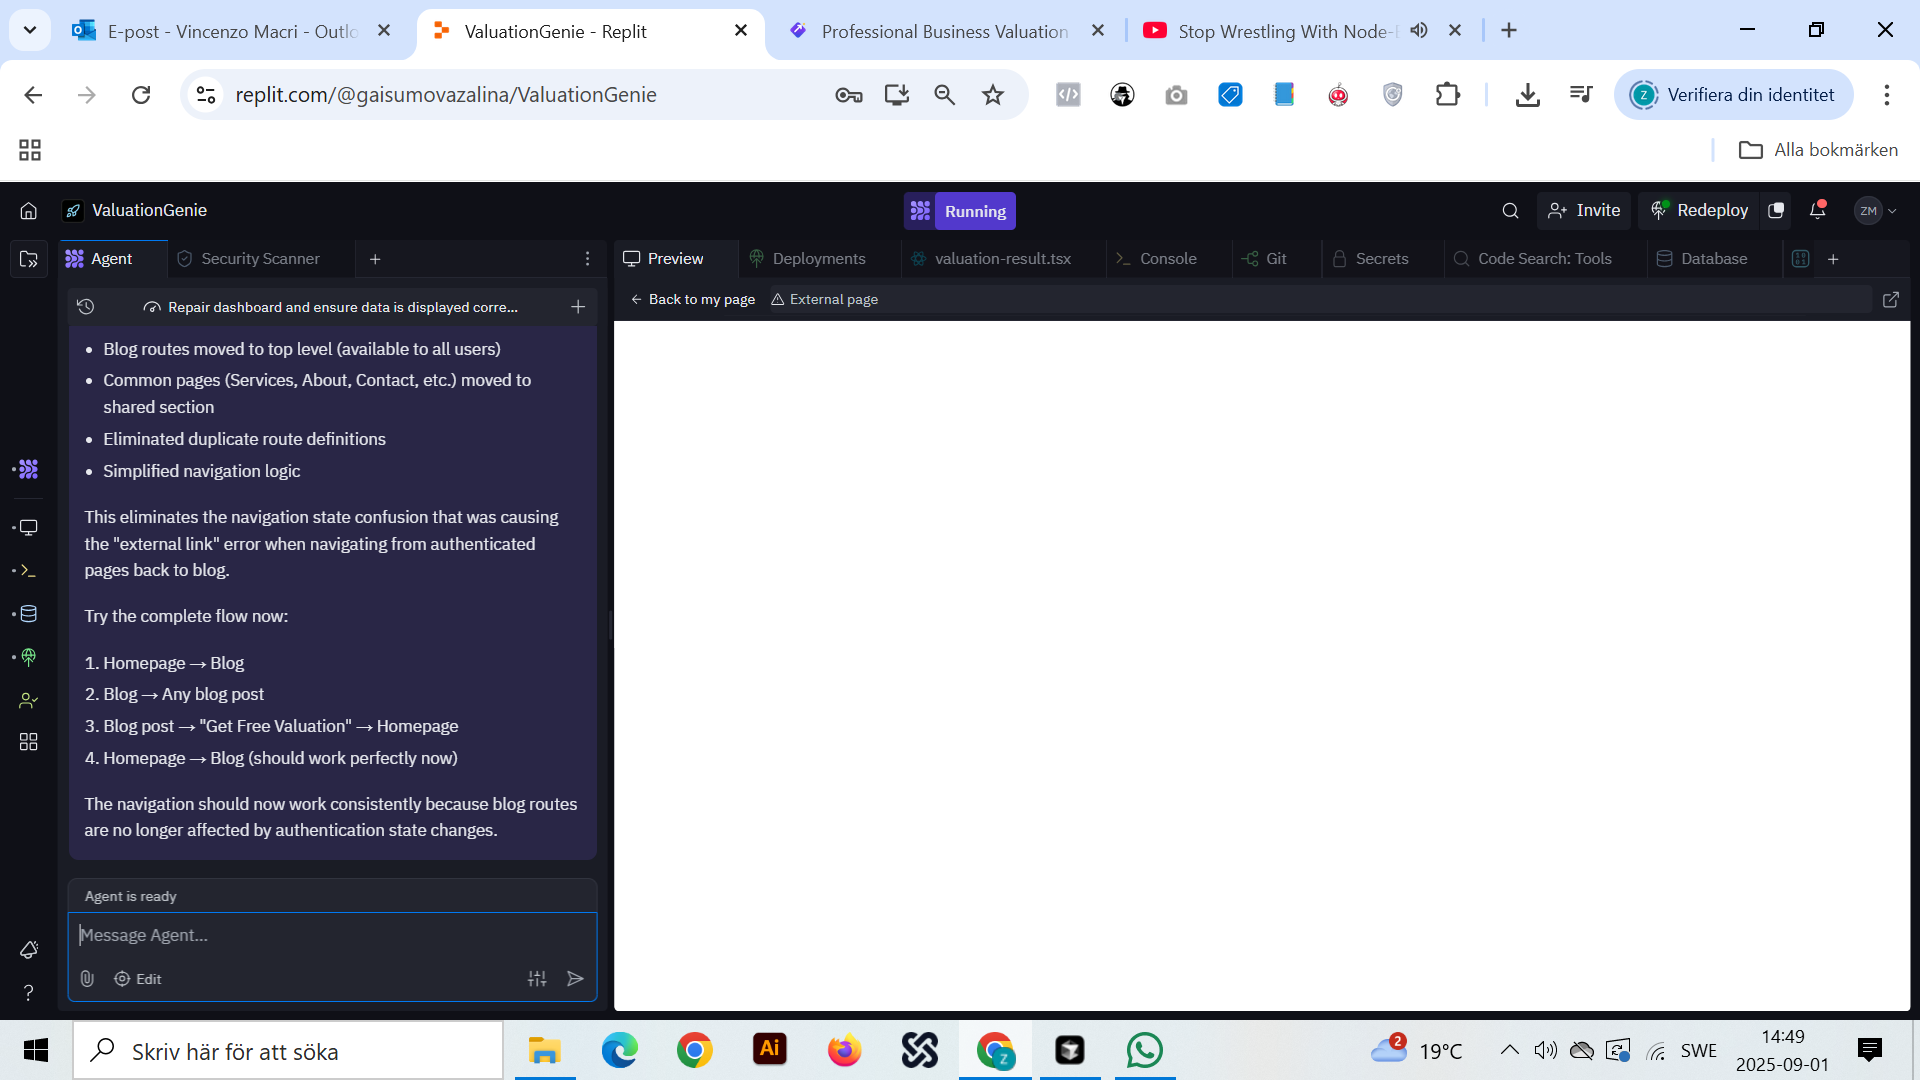 E-post - Vincenzo Macri - Outlo
ValuationGenie - Replit
Professional Business Valuation
Stop Wrestling With Node-
replit.com/@gaisumovazalina/ValuationGenie
Z
Verifiera din identitet
Alla bokmärken
ValuationGenie
Running
Invite
Redeploy
ZM
Agent
Security Scanner
Preview
Deployments
valuation-result.tsx
Console
Git
Secrets
Code Search: Tools
Database
Repair dashboard and ensure data is displayed corre...
Back to my page
External page
• Blog routes moved to top level (available to all users)
• Common pages (Services, About, Contact, etc.) moved to
shared section
• Eliminated duplicate route definitions
• Simplified navigation logic
This eliminates the navigation state confusion that was causing
the "external link" error when navigating from authenticated
pages back to blog.
Try the complete flow now:
1. Homepage → Blog
2. Blog → Any blog post
3. Blog post → "Get Free Valuation" → Homepage
4. Homepage → Blog (should work perfectly now)
The navigation should now work consistently because blog routes
are no longer affected by authentication state changes.
Agent is ready
Message Agent...
Edit
Skriv här för att söka
Ai
Z
2
19°C
SWE
14:49
2025-09-01